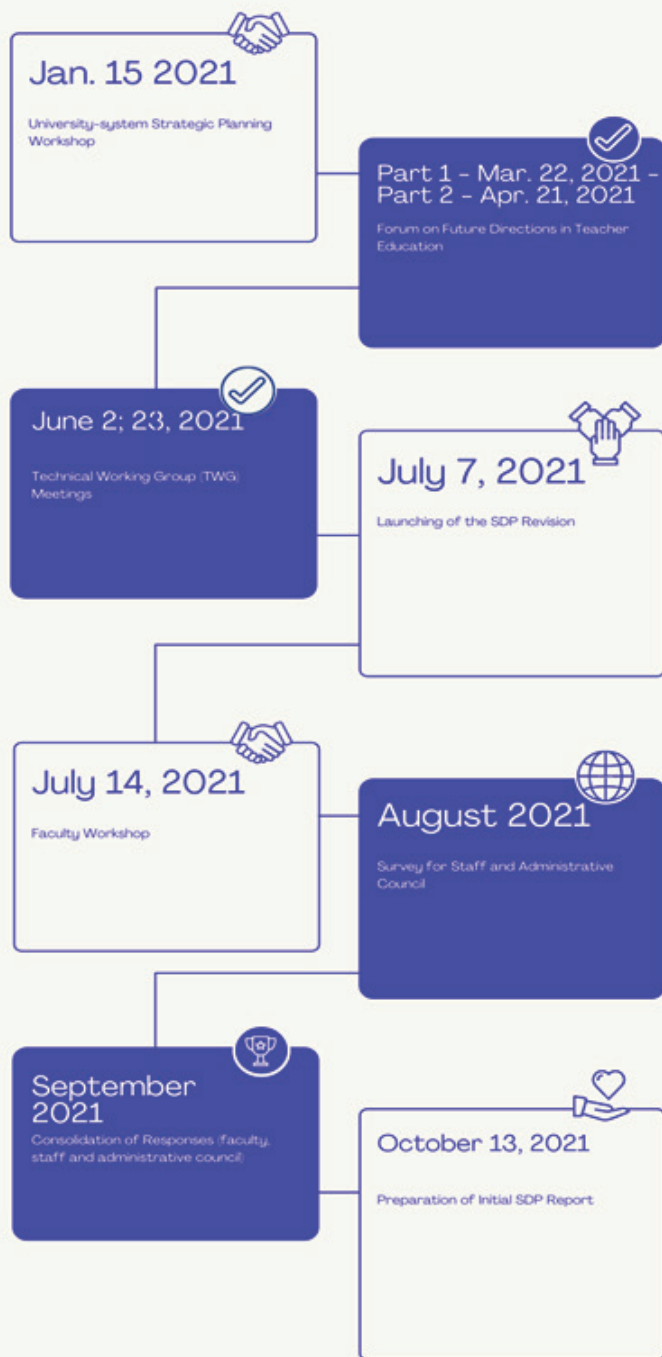 Jan. 15 2021
University-system Strategic Planning
Workshop
Part 1 - Mar. 22, 2021 -
Part 2 - Apr. 21, 2021
Forum on Future Directions in Teacher
Education
June 2; 23, 2021
Technical Working Group (TWG)
Meetings
July 7, 2021
Launching of the SDP Revision
July 14, 2021
Faculty Workshop
August 2021
Survey for Staff and Administrative
Council
September
2021
Consolidation of Responses (faculty,
staff and administrative council)
October 13, 2021
Preparation of Initial SDP Report